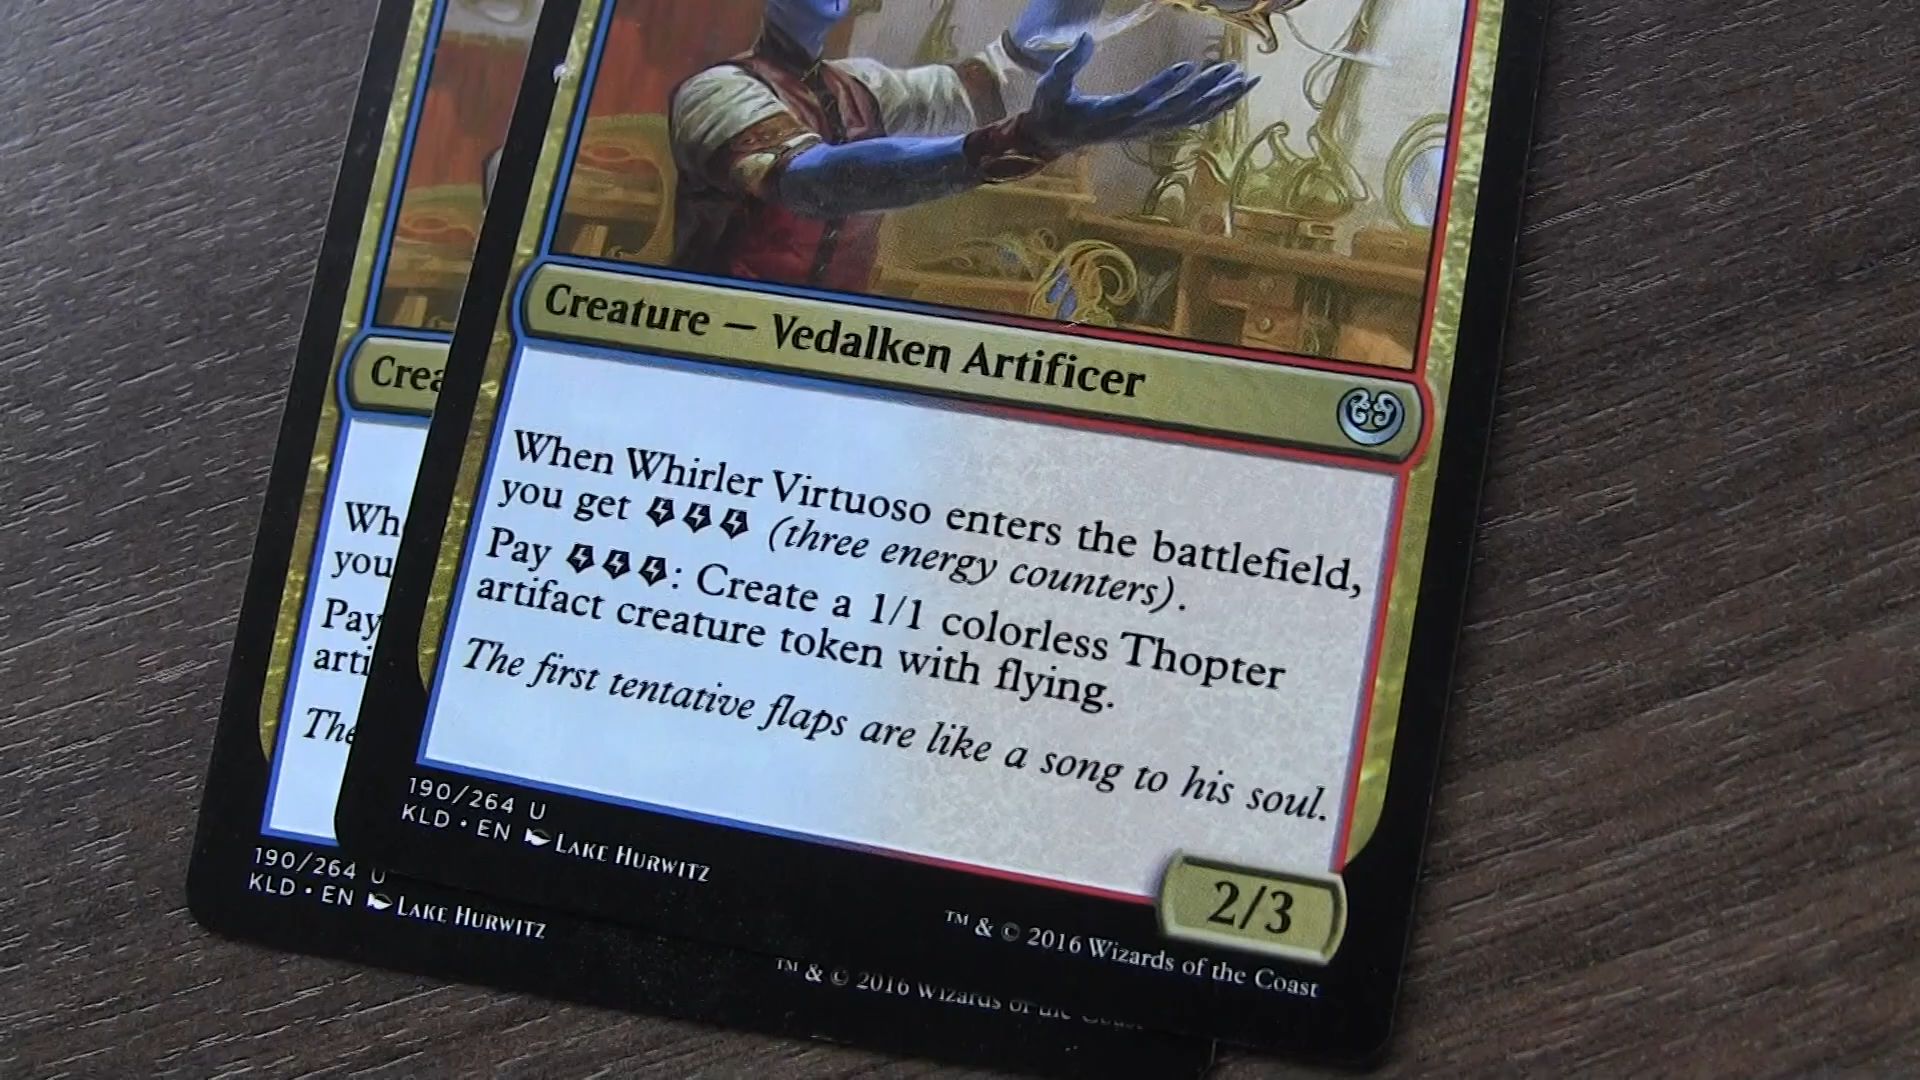 Creature — Vedalken Artificer
When Whirler Virtuoso enters the battlefield,
you get (three energy counters).
Pay : Create a 1/1 colorless Thopter
artifact creature token with flying.
The first tentative flaps are like a song to his soul.
190/264 U
KLD • EN LAKE HURWITZ
2/3
™ & © 2016 Wizards of the Coast
Crea
Wh
you
Pay
arti
The
190/264 U
KLD • EN LAKE HURWITZ
™ & © 2016 Wizards of the